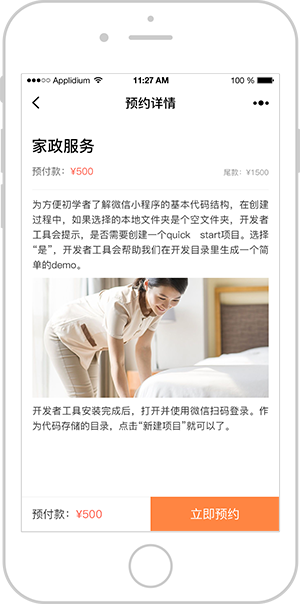 ●●●○○ Applidium 11:27 AM 100 %
预约详情
家政服务
预付款：¥500 尾款：¥1500
为方便初学者了解微信小程序的基本代码结构，在创建
过程中，如果选择的本地文件夹是个空文件夹，开发者
工具会提示，是否需要创建一个quick start项目。选择
“是”，开发者工具会帮助我们在开发目录里生成一个简
单的demo。
开发者工具安装完成后，打开并使用微信扫码登录。作
为代码存储的目录，点击“新建项目”就可以了。
预付款：¥500 立即预约